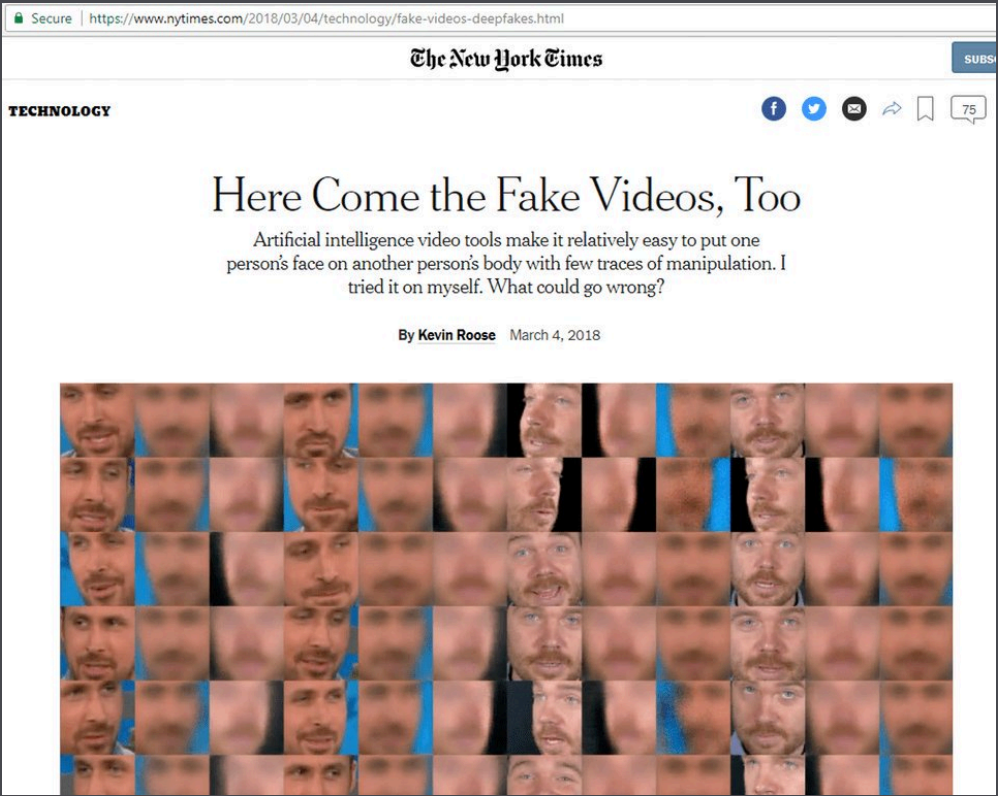 Secure | https://www.nytimes.com/2018/03/04/technology/fake-videos-deepfakes.html
The New York Times
SUBS
TECHNOLOGY
f
75
Here Come the Fake Videos, Too
Artificial intelligence video tools make it relatively easy to put one
person's face on another person's body with few traces of manipulation. I
tried it on myself. What could go wrong?
By Kevin Roose March 4, 2018